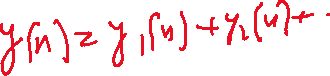 y(n) = y₁(n) + y₂(n) + ·